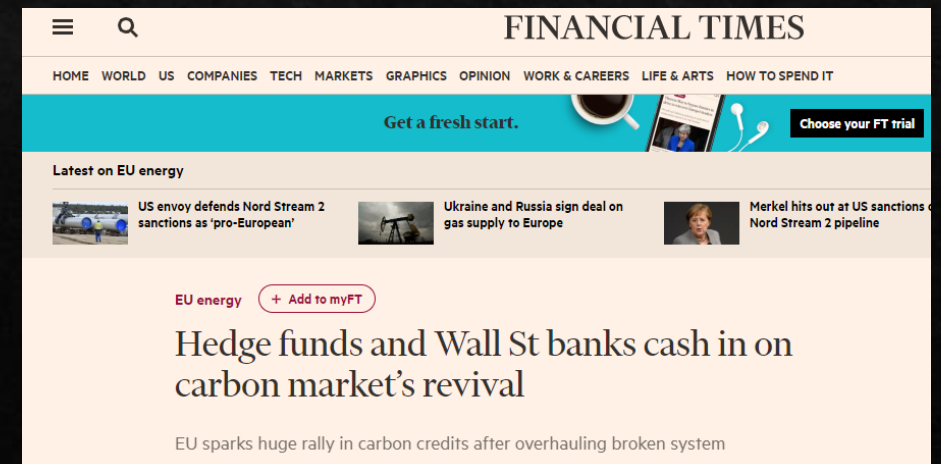 FINANCIAL TIMES
HOME WORLD US COMPANIES TECH MARKETS GRAPHICS OPINION WORK & CAREERS LIFE & ARTS HOW TO SPEND IT
Get a fresh start.
Choose your FT trial
Latest on EU energy
US envoy defends Nord Stream 2
sanctions as ‘pro-European’
Ukraine and Russia sign deal on
gas supply to Europe
Merkel hits out at US sanctions
Nord Stream 2 pipeline
EU energy
+ Add to myFT
Hedge funds and Wall St banks cash in on
carbon market’s revival
EU sparks huge rally in carbon credits after overhauling broken system